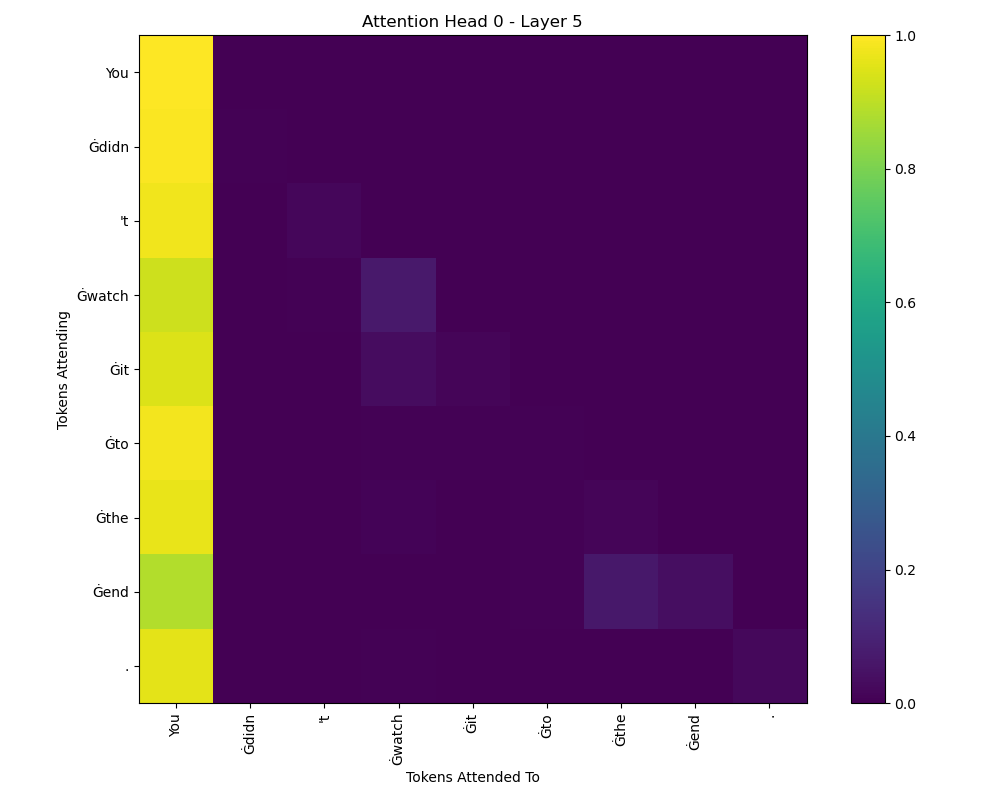 Attention Head 0 - Layer 5
Tokens Attending
You
Ġdidn
't
Ġwatch
Ġit
Ġto
Ġthe
Ġend
.
You
Ġdidn
't
Ġwatch
Ġit
Ġto
Ġthe
Ġend
.
Tokens Attended To
1.0
0.8
0.6
0.4
0.2
0.0